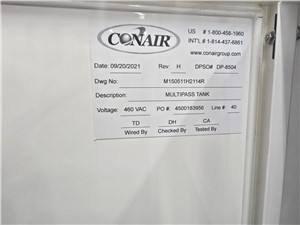 CONAIR
US # 1-800-458-1960
INT'L # 1-814-437-6861
www.conairgroup.com
Date: 09/20/2021 Rev: H DPSO# DP-8504
Dwg No: M150611H2114R
Description: MULTIPASS TANK
Voltage: 460 VAC PO #: 4500183956 Line #: 40
TD DH CA
Wired By Checked By Tested By